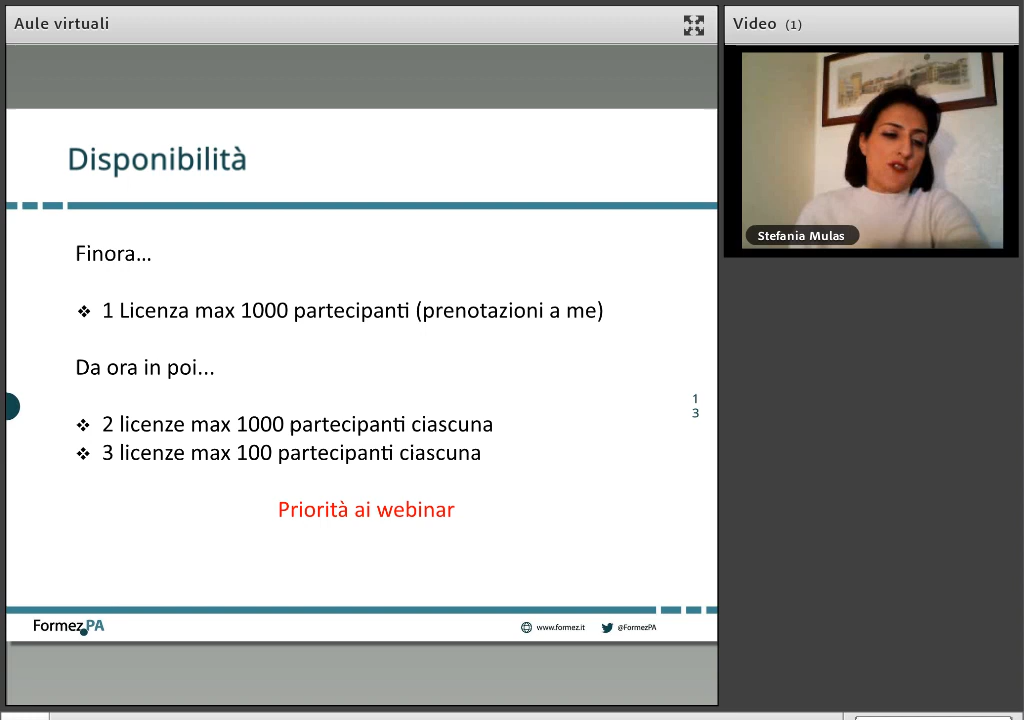 Aule virtuali
Video (1)
Disponibilità
Finora...
❖ 1 Licenza max 1000 partecipanti (prenotazioni a me)
Da ora in poi...
❖ 2 licenze max 1000 partecipanti ciascuna
❖ 3 licenze max 100 partecipanti ciascuna
Priorità ai webinar
1
3
Formez PA
www.formez.it
@FormezPA
Stefania Mulas